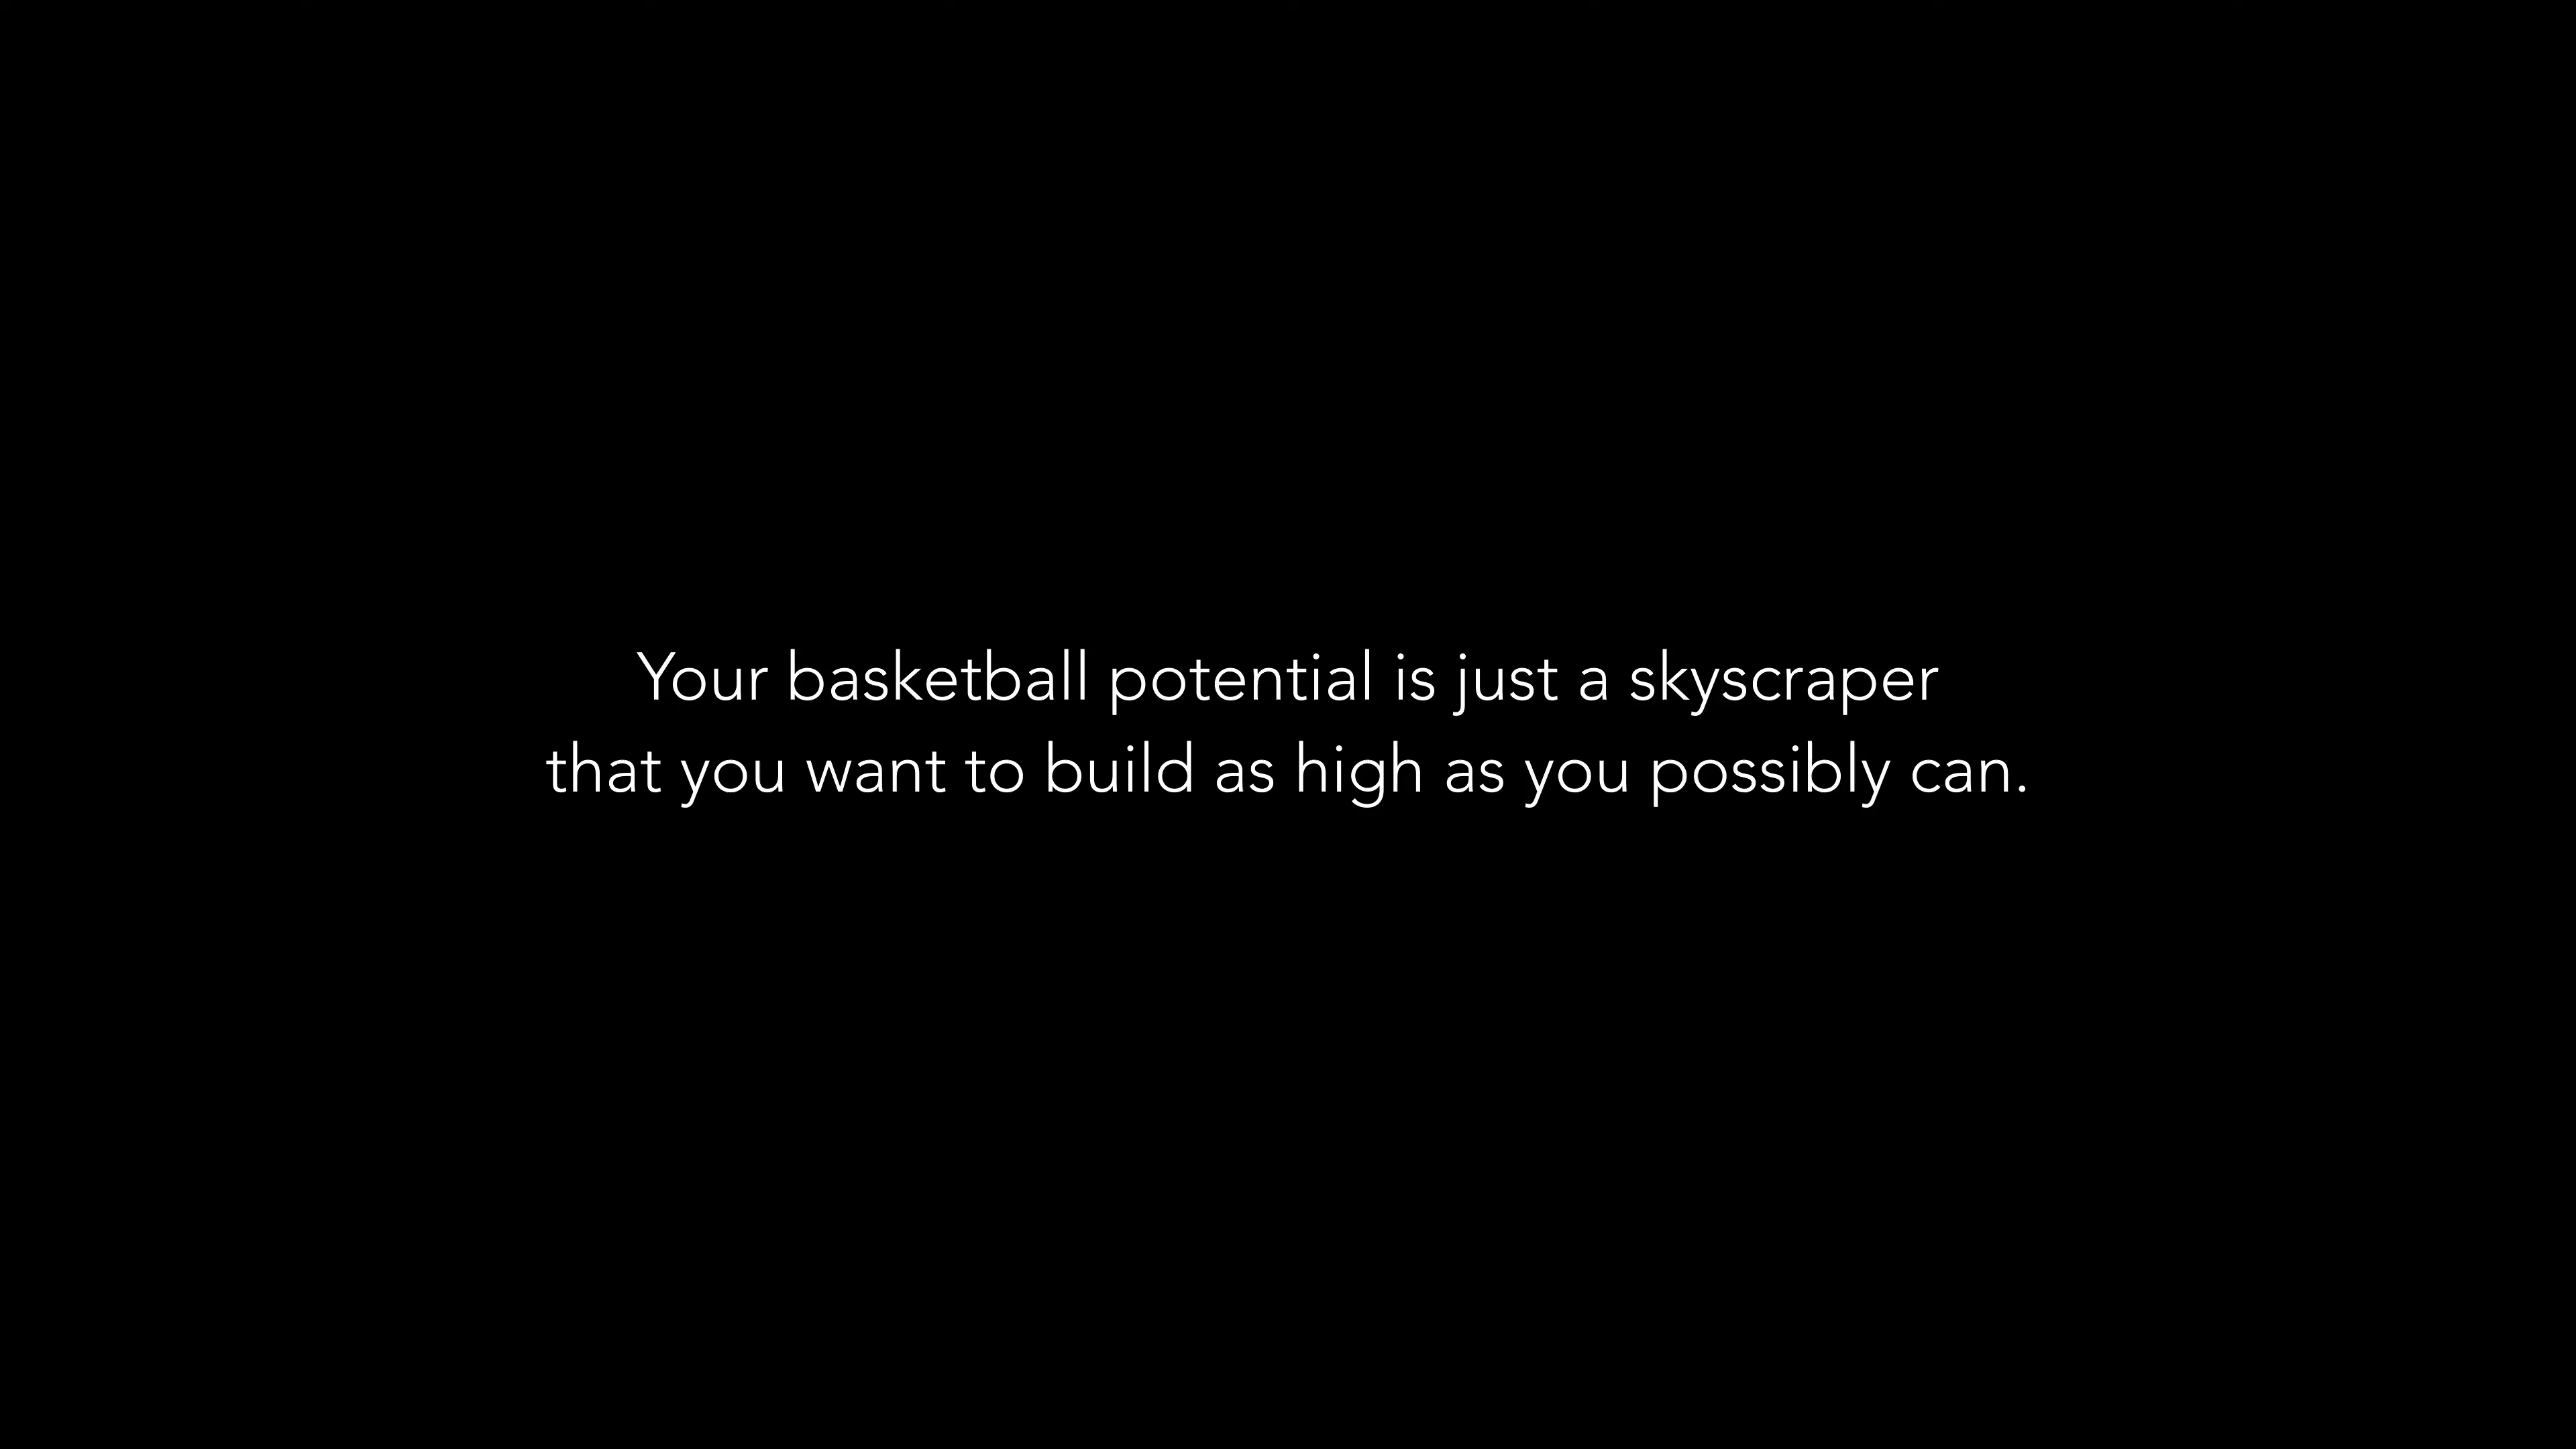 Your basketball potential is just a skyscraper
that you want to build as high as you possibly can.